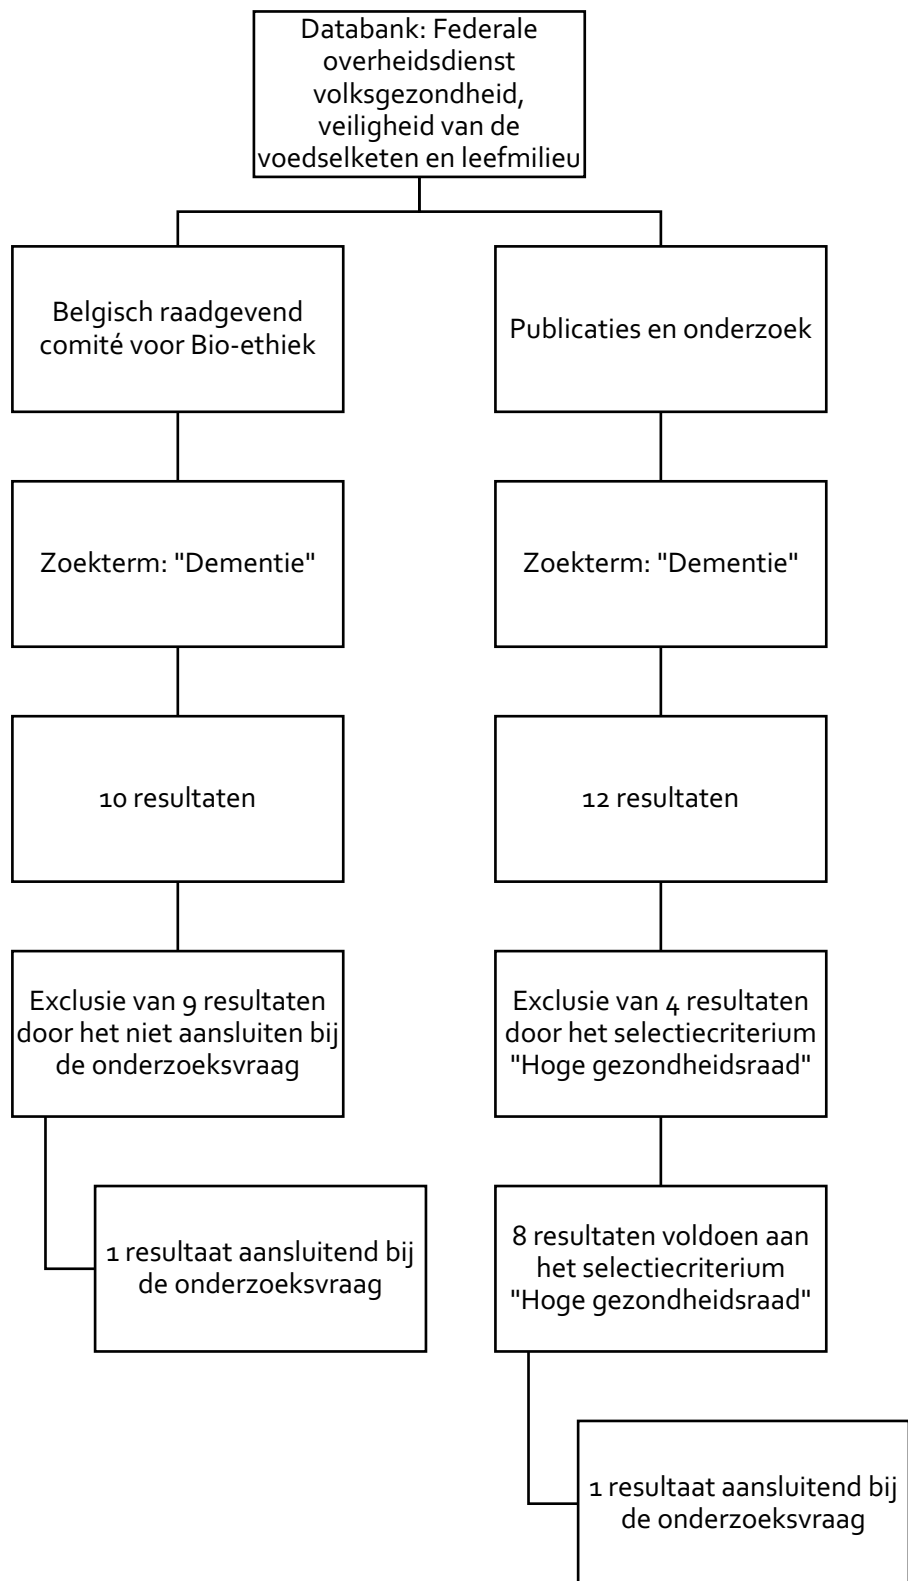 Databank: Federale
overheidsdienst
volksgezondheid,
veiligheid van de
voedselketen en leefmilieu
Belgisch raadgevend
comité voor Bio-ethiek
Zoekterm: "Dementie"
10 resultaten
Exclusie van 9 resultaten
door het niet aansluiten bij
de onderzoeksvraag
1 resultaat aansluitend bij
de onderzoeksvraag
Publicaties en onderzoek
Zoekterm: "Dementie"
12 resultaten
Exclusie van 4 resultaten
door het selectiecriterium
"Hoge gezondheidsraad"
8 resultaten voldoen aan
het selectiecriterium
"Hoge gezondheidsraad"
1 resultaat aansluitend bij
de onderzoeksvraag